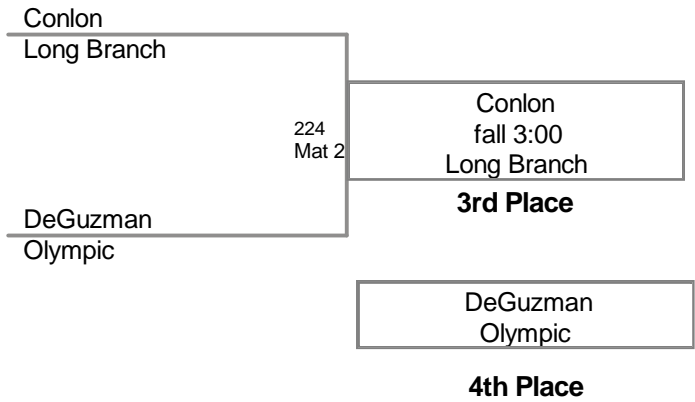 Conlon
Long Branch
224
Mat 2
Conlon
fall 3:00
Long Branch
3rd Place
DeGuzman
Olympic
DeGuzman
Olympic
4th Place